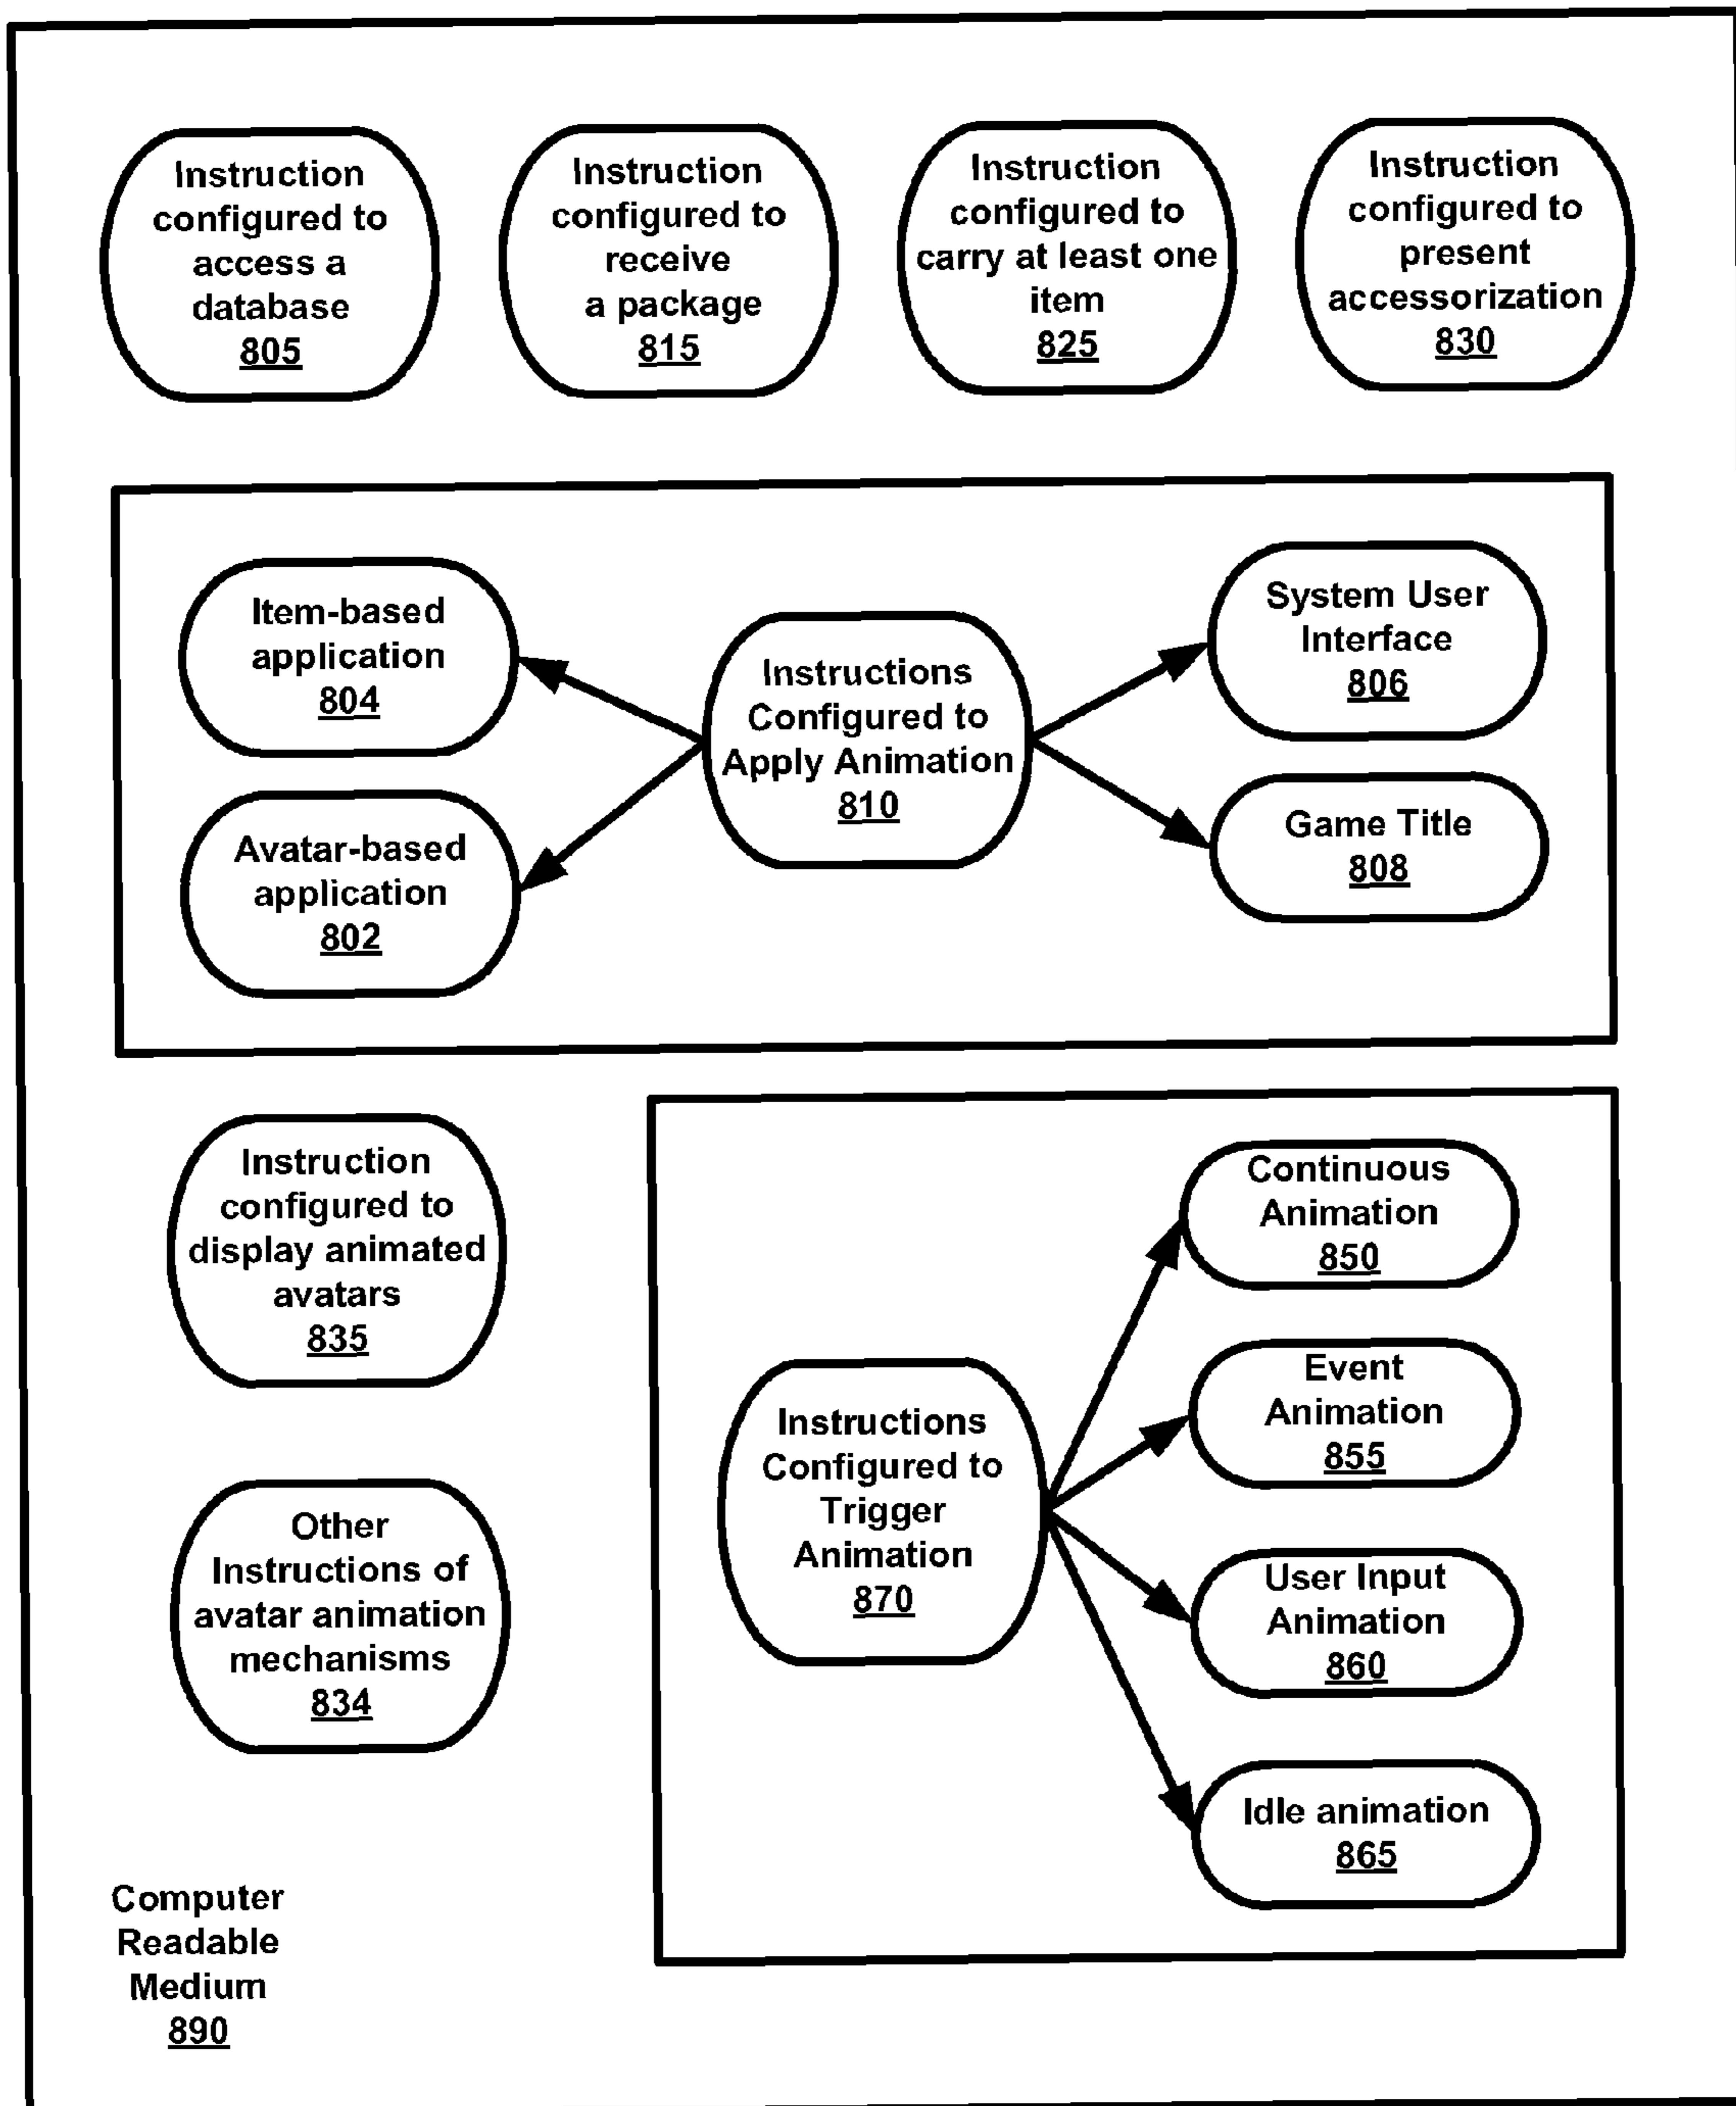 Instruction
configured to
access a
database
805
Instruction
configured to
receive
a package
815
Instruction
configured to
carry at least one
item
825
Instruction
configured to
present
accessorization
830
Item-based
application
804
Avatar-based
application
802
Instructions
Configured to
Apply Animation
810
System User
Interface
806
Game Title
808
Instruction
configured to
display animated
avatars
835
Other
Instructions of
avatar animation
mechanisms
834
Instructions
Configured to
Trigger
Animation
870
Continuous
Animation
850
Event
Animation
855
User Input
Animation
860
Idle animation
865
Computer
Readable
Medium
890